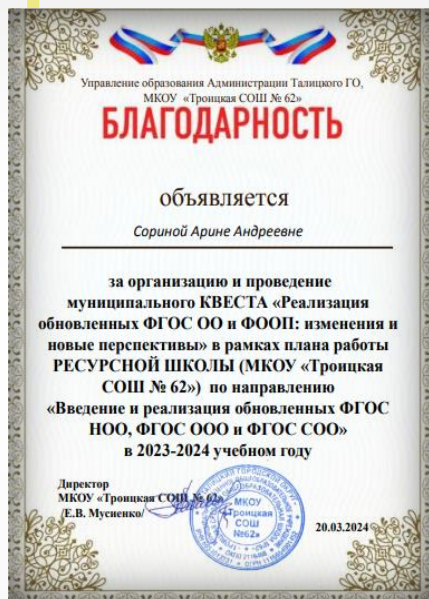 Управление образования Администрации Талицкого ГО,
МКОУ «Троицкая СОШ № 62»
БЛАГОДАРНОСТЬ
объявляется
Сориной Арине Андреевне
за организацию и проведение
муниципального КВЕСТА «Реализация
обновленных ФГОС ОО и ФООП: изменения и
новые перспективы» в рамках плана работы
РЕСУРСНОЙ ШКОЛЫ (МКОУ «Троицкая
СОШ № 62») по направлению
«Введение и реализация обновленных ФГОС
НОО, ФГОС ООО и ФГОС СОО»
в 2023-2024 учебном году
Директор
МКОУ «Троицкая СОШ № 62»
/Е.В. Мусиенко/
МКОУ
«Троицкая
СОШ
№62»
20.03.2024